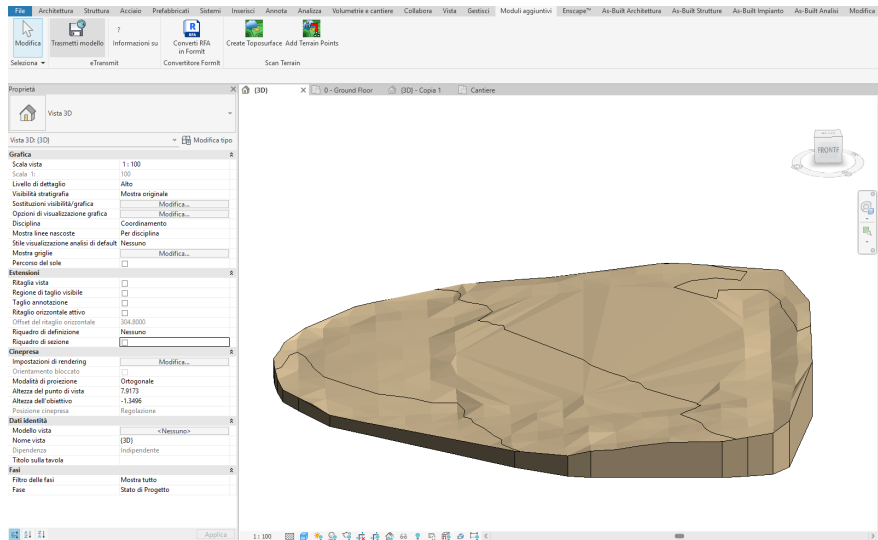 File Architettura Struttura Acciaio Prefabbricati Sistemi Inserisci Annota Analizza Volumetrie e cantiere Collabora Vista Gestisci Moduli aggiuntivi Enscape™ As-Built Architettura As-Built Strutture As-Built Impianto As-Built Analisi Modifica
Modifica Trasmetti modello ? Informazioni su Converti RFA in FormIt Create Toposurface Add Terrain Points
Seleziona eTransmit Convertitore FormIt Scan Terrain
Proprietà
{3D} 0 - Ground Floor {3D} - Copia 1 Cantiere
Vista 3D
Vista 3D: {3D} Modifica tipo
Grafica
Scala vista 1 : 100
Scala 1: 100
Livello di dettaglio Alto
Visibilità stratigrafia Mostra originale
Sostituzioni visibilità/grafica Modifica...
Opzioni di visualizzazione grafica Modifica...
Disciplina Coordinamento
Mostra linee nascoste Per disciplina
Stile visualizzazione analisi di default Nessuno
Mostra griglie Modifica...
Percorso del sole
Estensioni
Ritaglia vista
Regione di taglio visibile
Taglio annotazione
Ritaglio orizzontale attivo
Offset del ritaglio orizzontale 304.8000
Riquadro di definizione Nessuno
Riquadro di sezione
Cinepresa
Impostazioni di rendering Modifica...
Orientamento bloccato
Modalità di proiezione Ortogonale
Altezza del punto di vista 7.9173
Altezza dell'obiettivo -1.3496
Posizione cinepresa Regolazione
Dati identità
Modello vista <Nessuno>
Nome vista {3D}
Dipendenza Indipendente
Titolo sulla tavola
Fasi
Filtro delle fasi Mostra tutto
Fase Stato di Progetto
FRONTE
Applica
1 : 100